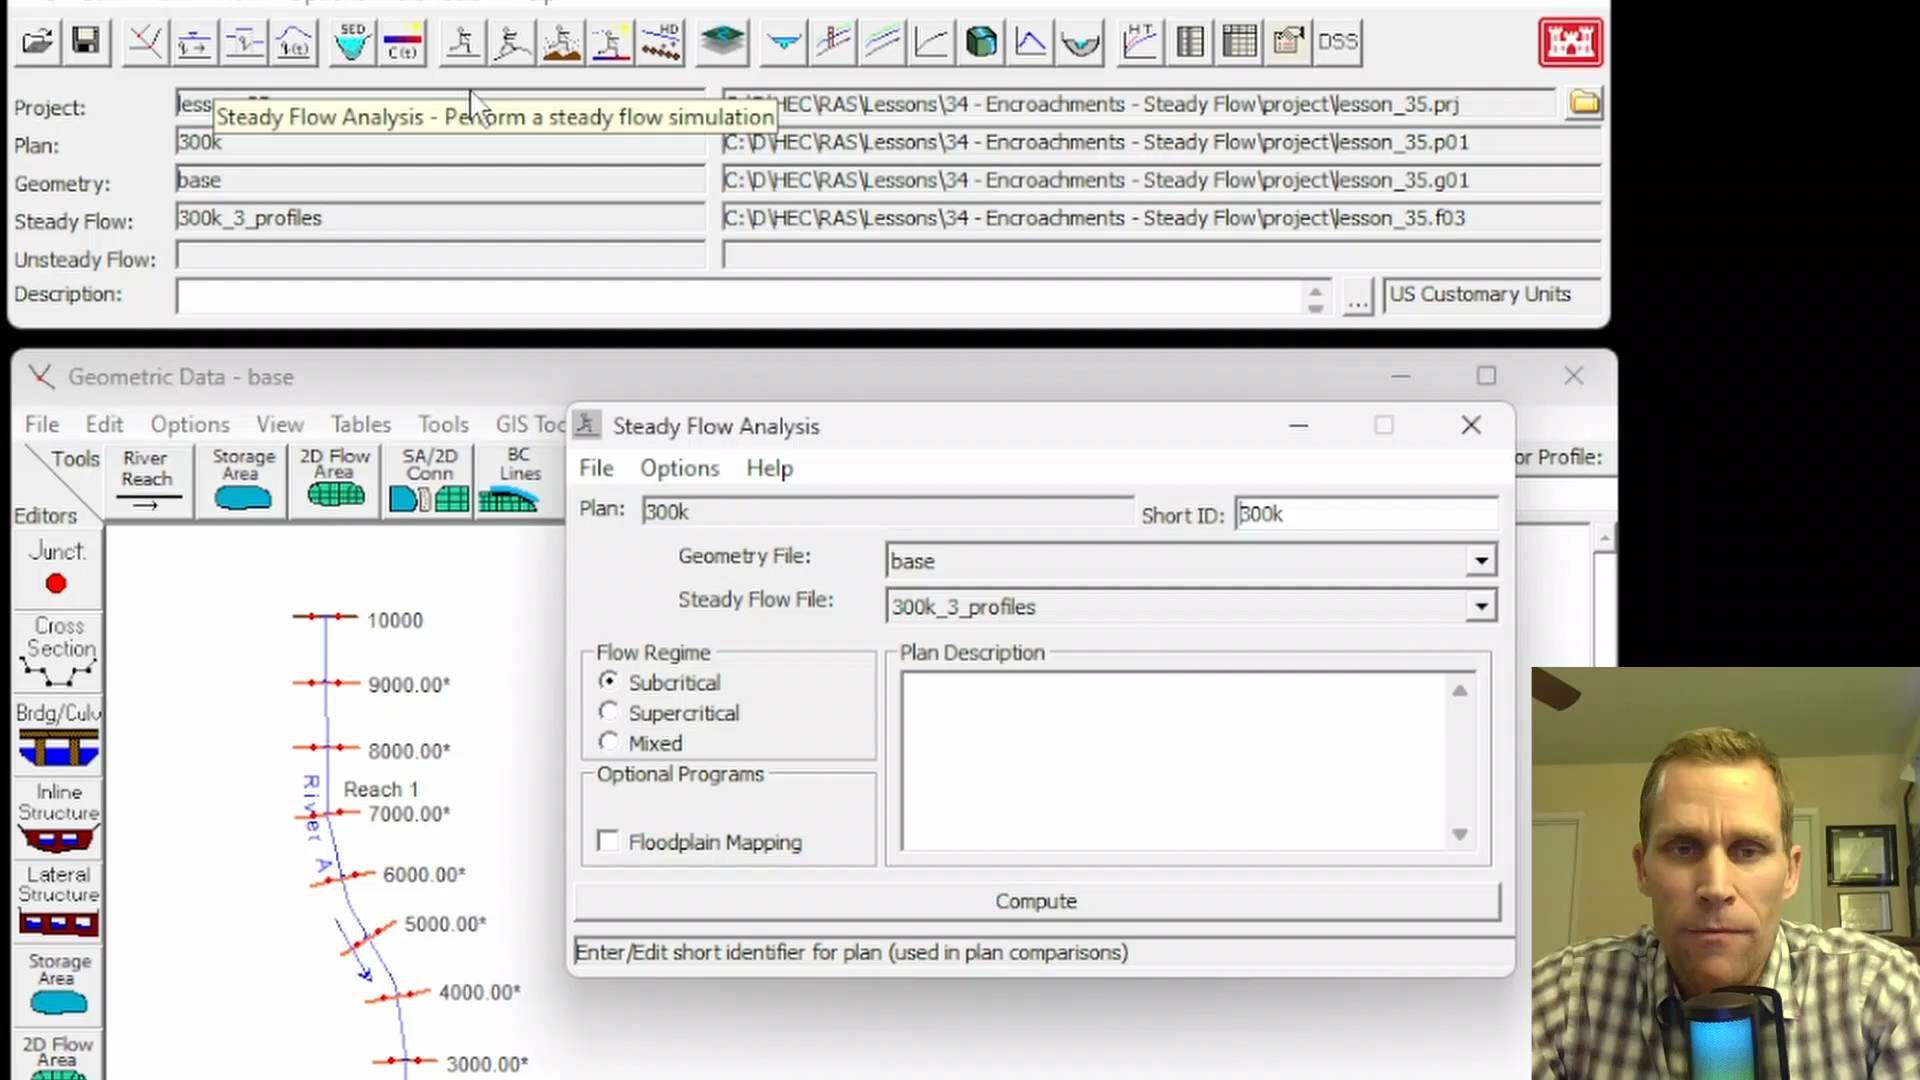 SED
C(t)
HD
HT
DSS
Project:
less
Steady Flow Analysis - Perform a steady flow simulation
C:\D\HEC\RAS\Lessons\34 - Encroachments - Steady Flow\project\lesson_35.prj
Plan:
300k
C:\D\HEC\RAS\Lessons\34 - Encroachments - Steady Flow\project\lesson_35.p01
Geometry:
base
C:\D\HEC\RAS\Lessons\34 - Encroachments - Steady Flow\project\lesson_35.g01
Steady Flow:
300k_3_profiles
C:\D\HEC\RAS\Lessons\34 - Encroachments - Steady Flow\project\lesson_35.f03
Unsteady Flow:
Description:
...
US Customary Units
Geometric Data - base
File Edit Options View Tables Tools GIS Too
Tools
River
Reach
Storage
Area
2D Flow
Area
SA/2D
Conn
BC
Lines
or Profile:
Editors
Junct.
Cross
Section
Brdg/Culv
Inline
Structure
Lateral
Structure
Storage
Area
2D Flow
Area
10000
9000.00*
8000.00*
Reach 1
River A
7000.00*
6000.00*
5000.00*
4000.00*
3000.00*
Steady Flow Analysis
File Options Help
Plan:
300k
Short ID:
300k
Geometry File:
base
Steady Flow File:
300k_3_profiles
Flow Regime
Subcritical
Supercritical
Mixed
Plan Description
Optional Programs
Floodplain Mapping
Compute
Enter/Edit short identifier for plan (used in plan comparisons)